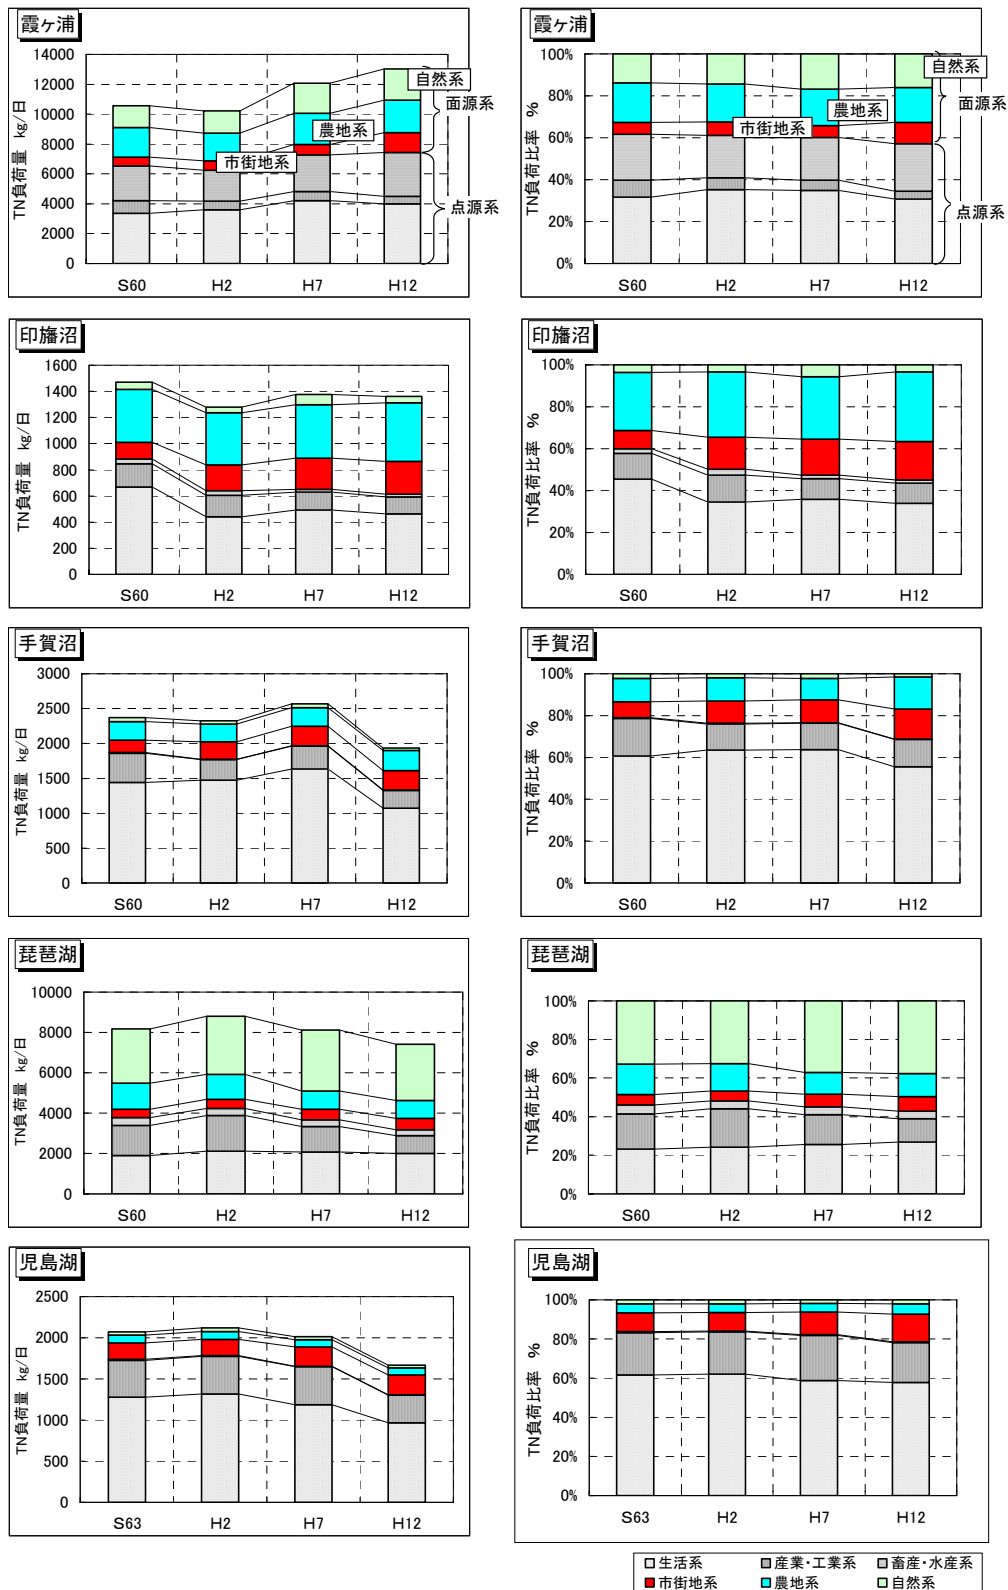 霞ヶ浦
TN負荷量 kg/日
14000
12000
10000
8000
6000
4000
2000
0
S60 H2 H7 H12
自然系
農地系
市街地系
面源系
点源系
霞ヶ浦
TN負荷比率 %
100%
80%
60%
40%
20%
0%
S60 H2 H7 H12
自然系
農地系
市街地系
面源系
点源系
印旛沼
TN負荷量 kg/日
1600
1400
1200
1000
800
600
400
200
0
S60 H2 H7 H12
印旛沼
TN負荷比率 %
100%
80%
60%
40%
20%
0%
S60 H2 H7 H12
手賀沼
TN負荷量 kg/日
3000
2500
2000
1500
1000
500
0
S60 H2 H7 H12
手賀沼
TN負荷比率 %
100%
80%
60%
40%
20%
0%
S60 H2 H7 H12
琵琶湖
TN負荷量 kg/日
10000
8000
6000
4000
2000
0
S60 H2 H7 H12
琵琶湖
TN負荷比率 %
100%
80%
60%
40%
20%
0%
S60 H2 H7 H12
児島湖
TN負荷量 kg/日
2500
2000
1500
1000
500
0
S63 H2 H7 H12
児島湖
TN負荷比率 %
100%
80%
60%
40%
20%
0%
S63 H2 H7 H12
生活系 産業・工業系 畜産・水産系
市街地系 農地系 自然系